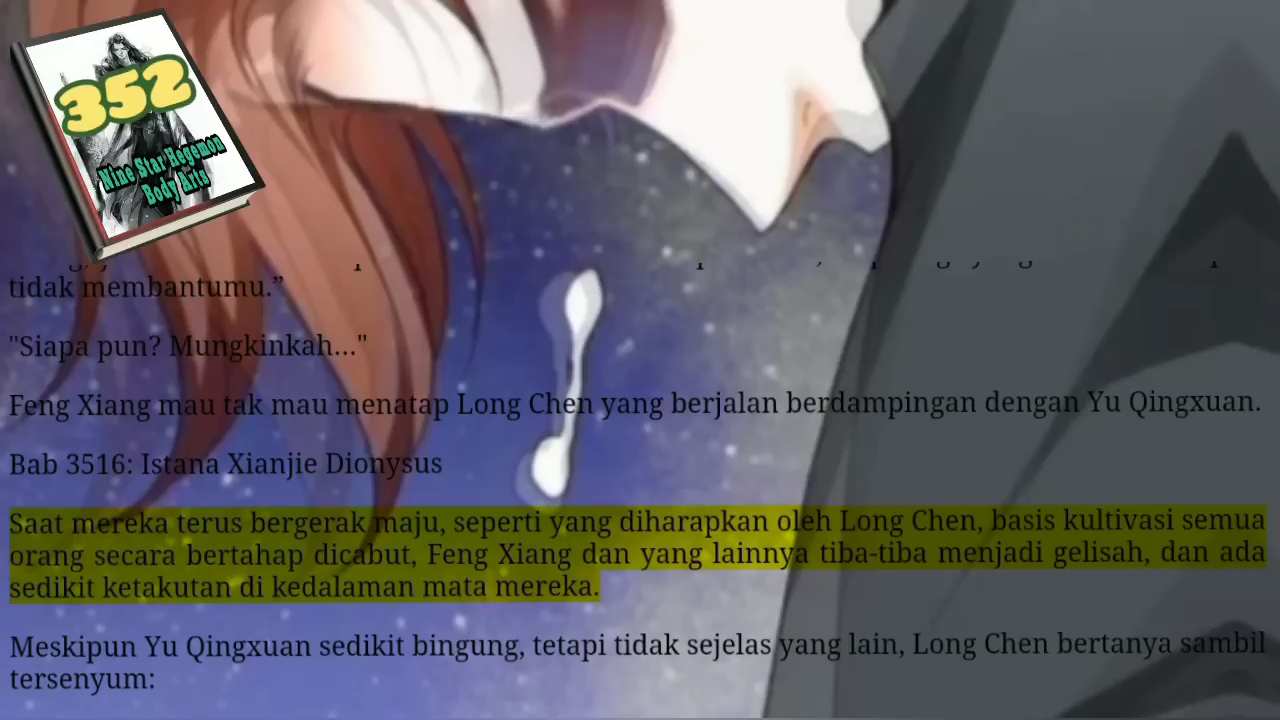 352
Nine Star Hegemon
Body Arts
tidak membantumu.”
"Siapa pun? Mungkinkah..."
Feng Xiang mau tak mau menatap Long Chen yang berjalan berdampingan dengan Yu Qingxuan.
Bab 3516: Istana Xianjie Dionysus
Saat mereka terus bergerak maju, seperti yang diharapkan oleh Long Chen, basis kultivasi semua
orang secara bertahap dicabut, Feng Xiang dan yang lainnya tiba-tiba menjadi gelisah, dan ada
sedikit ketakutan di kedalaman mata mereka.
Meskipun Yu Qingxuan sedikit bingung, tetapi tidak sejelas yang lain, Long Chen bertanya sambil
tersenyum: